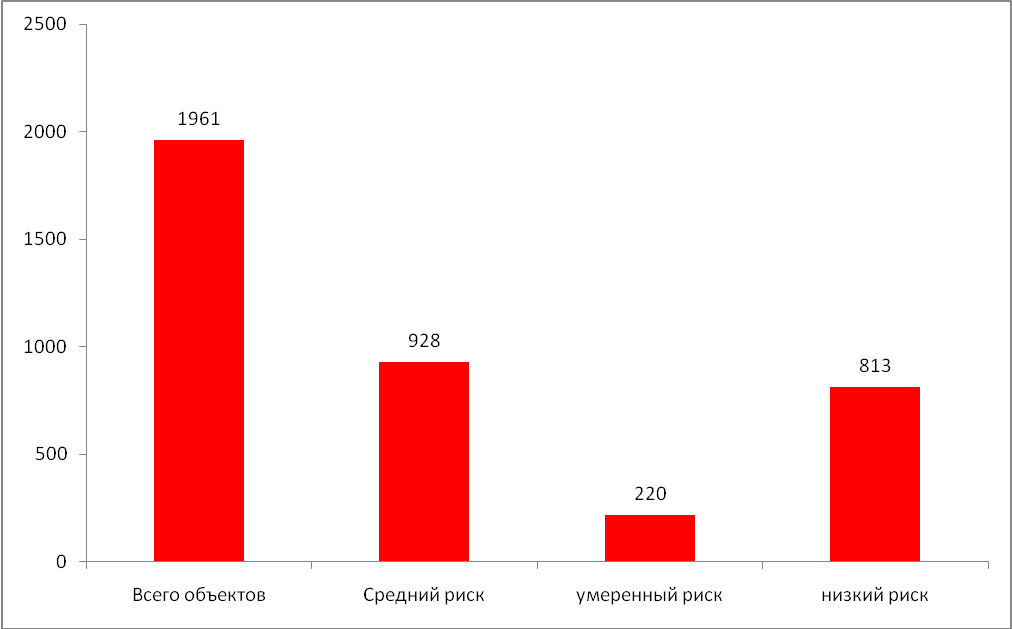 2500
2000
1500
1000
500
0
1961
928
220
813
Всего объектов
Средний риск
умеренный риск
низкий риск